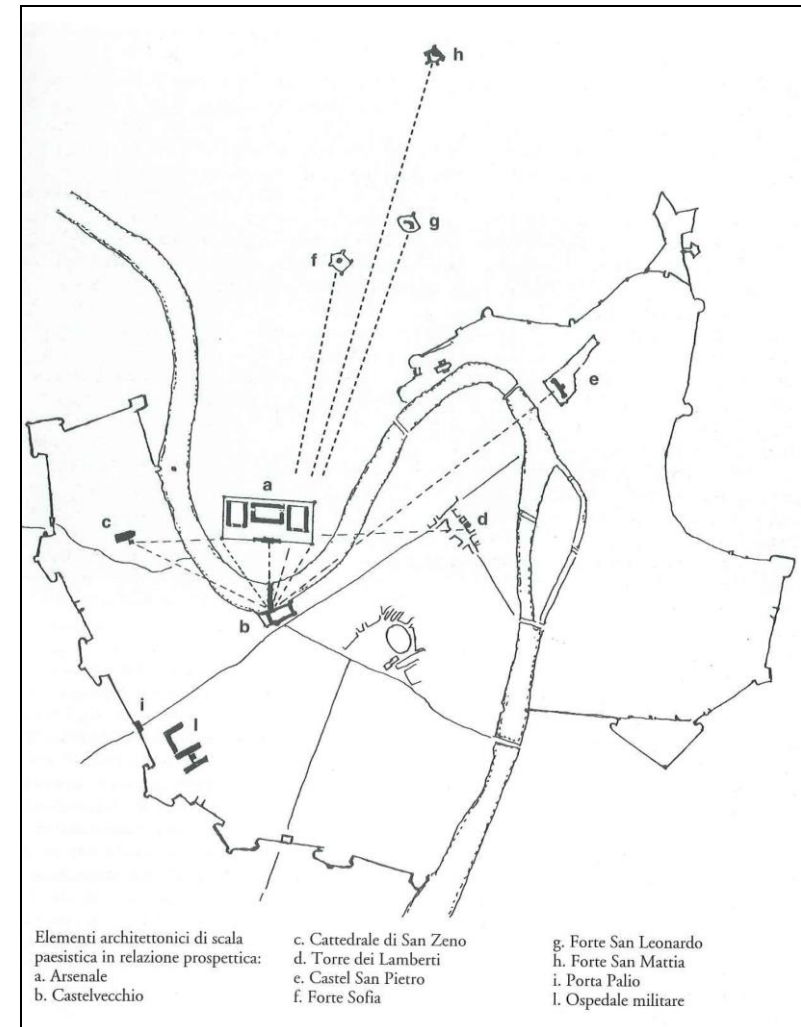 h
g
f
e
a
c
d
b
i
l
Elementi architettonici di scala
paesistica in relazione prospettica:
a. Arsenale
b. Castelvecchio
c. Cattedrale di San Zeno
d. Torre dei Lamberti
e. Castel San Pietro
f. Forte Sofia
g. Forte San Leonardo
h. Forte San Mattia
i. Porta Palio
l. Ospedale militare